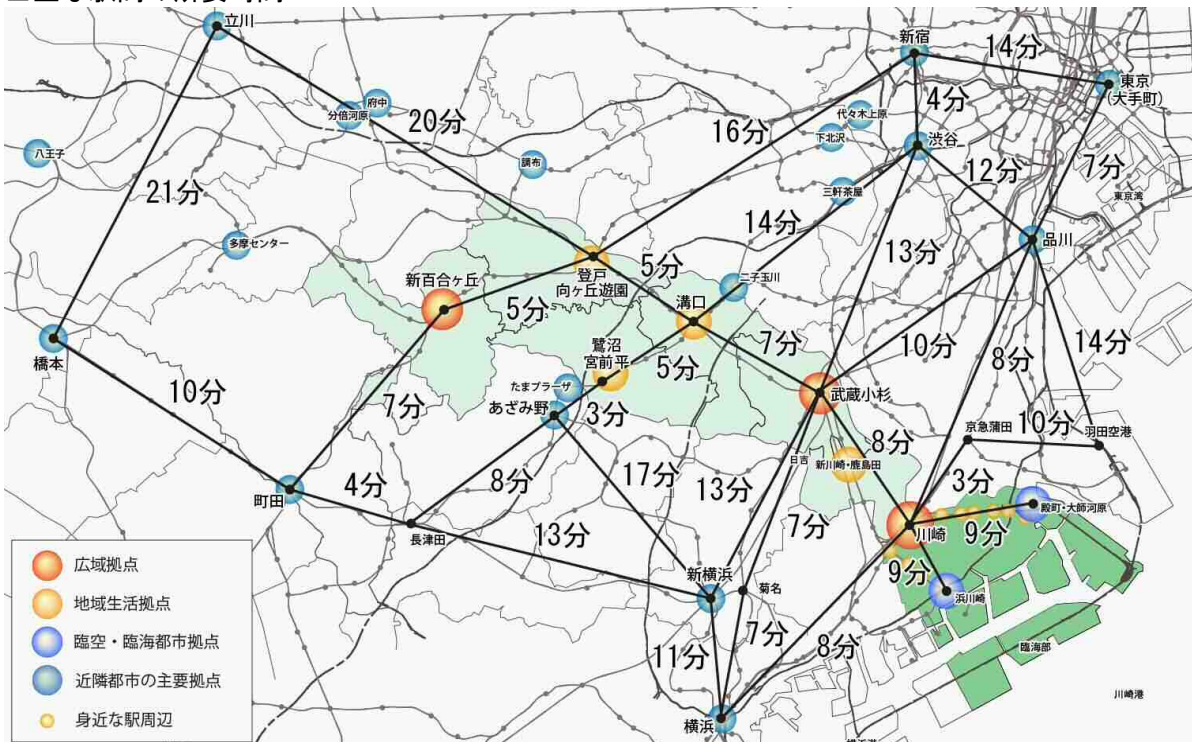 立川
新宿
14分
東京
(大手町)
府中
分倍河原
20分
4分
代々木上原
16分
下北沢
渋谷
八王子
調布
12分
7分
21分
三軒茶屋
東京湾
14分
多摩センター
13分
品川
登戸
向ヶ丘遊園
5分
新百合ヶ丘
二子玉川
5分
溝口
7分
10分
14分
橋本
鷺沼
宮前平
5分
8分
10分
たまプラーザ
7分
武蔵小杉
あざみ野
3分
京急蒲田
10分
羽田空港
8分
日吉
新川崎・鹿島田
町田
4分
8分
17分
13分
3分
殿町・大師河原
長津田
13分
7分
川崎
9分
9分
広域拠点
新横浜
菊名
浜川崎
地域生活拠点
7分
臨空・臨海都市拠点
11分
8分
臨海部
近隣都市の主要拠点
川崎港
身近な駅周辺
横浜